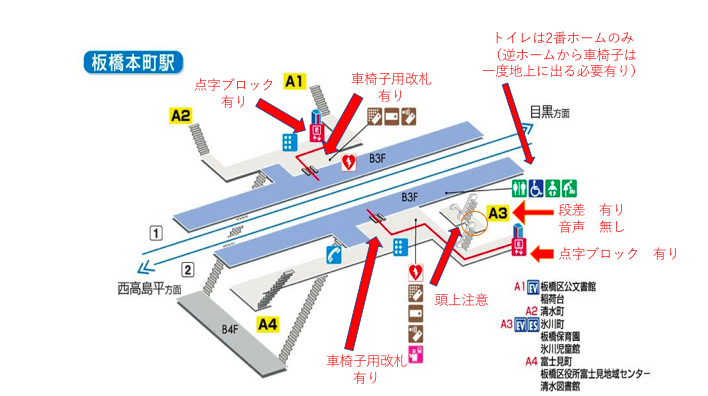 板橋本町駅
トイレは2番ホームのみ
（逆ホームから車椅子は
一度地上に出る必要有り）
点字ブロック
有り
車椅子用改札
有り
A1
A2
目黒方面
B3F
B3F
1
2
西高島平方面
A3
段差　有り
音声　無し
点字ブロック　有り
頭上注意
A4
B4F
車椅子用改札
有り
A1 EV 板橋区公文書館
稲荷台
A2 清水町
A3 EV ES 氷川町
板橋保育園
氷川児童館
A4 富士見町
板橋区役所富士見地域センター
清水図書館